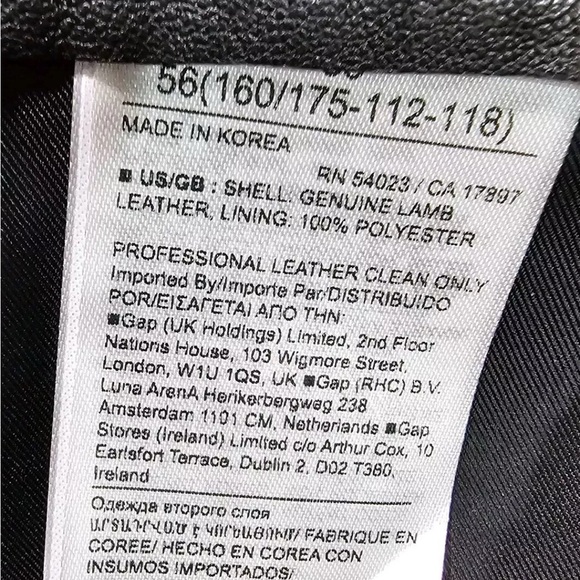 56(160/175-112-118)
MADE IN KOREA
RN 54023 / CA 17897
■ US/GB : SHELL: GENUINE LAMB
LEATHER, LINING: 100% POLYESTER
PROFESSIONAL LEATHER CLEAN ONLY
Imported By/Importe Par/DISTRIBUIDO
POR/ΕΙΣΑΓΕΤΑΙ ΑΠΟ ΤΗΝ:
■Gap (UK Holdings) Limited, 2nd Floor
Nations House, 103 Wigmore Street,
London, W1U 1QS, UK ■Gap (RHC) B.V.
Luna ArenA Herikerbergweg 238
Amsterdam 1101 CM, Netherlands ■Gap
Stores (Ireland) Limited c/o Arthur Cox, 10
Earlsfort Terrace, Dublin 2, D02 T380,
Ireland
Одежда второго слоя
ԱՐՏԱԴՐՎԱԾ Է ԿՈՐԵԱՅՈՒՄ/ FABRIQUE EN
COREE/ HECHO EN COREA CON
INSUMOS IMPORTADOS/